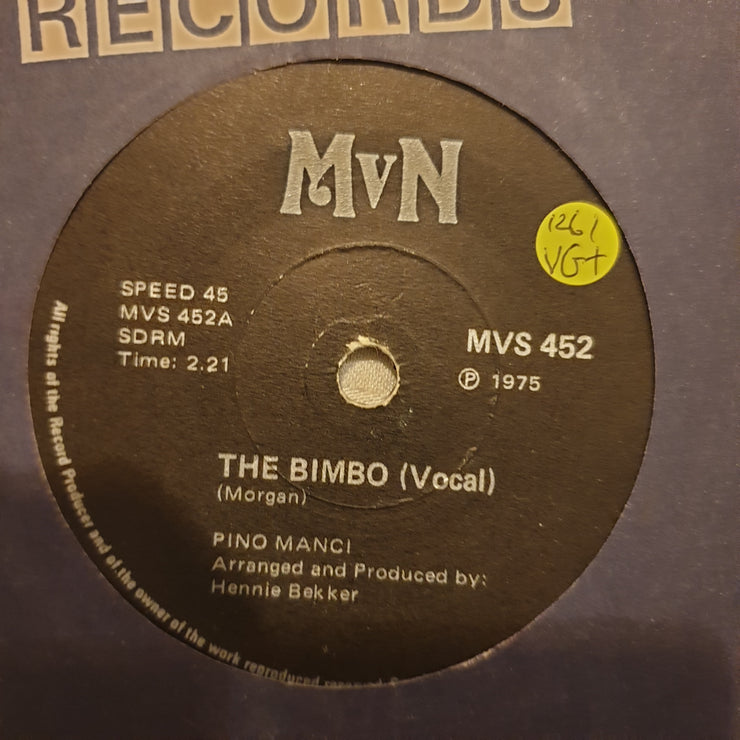 RECORDS
MvN
1261
VG+
SPEED 45
MVS 452A
SDRM
Time: 2.21
MVS 452
℗ 1975
THE BIMBO (Vocal)
(Morgan)
PINO MANCI
Arranged and Produced by:
Hennie Bekker
All rights of the Record Producer and of the owner of the work reproduced reserved.